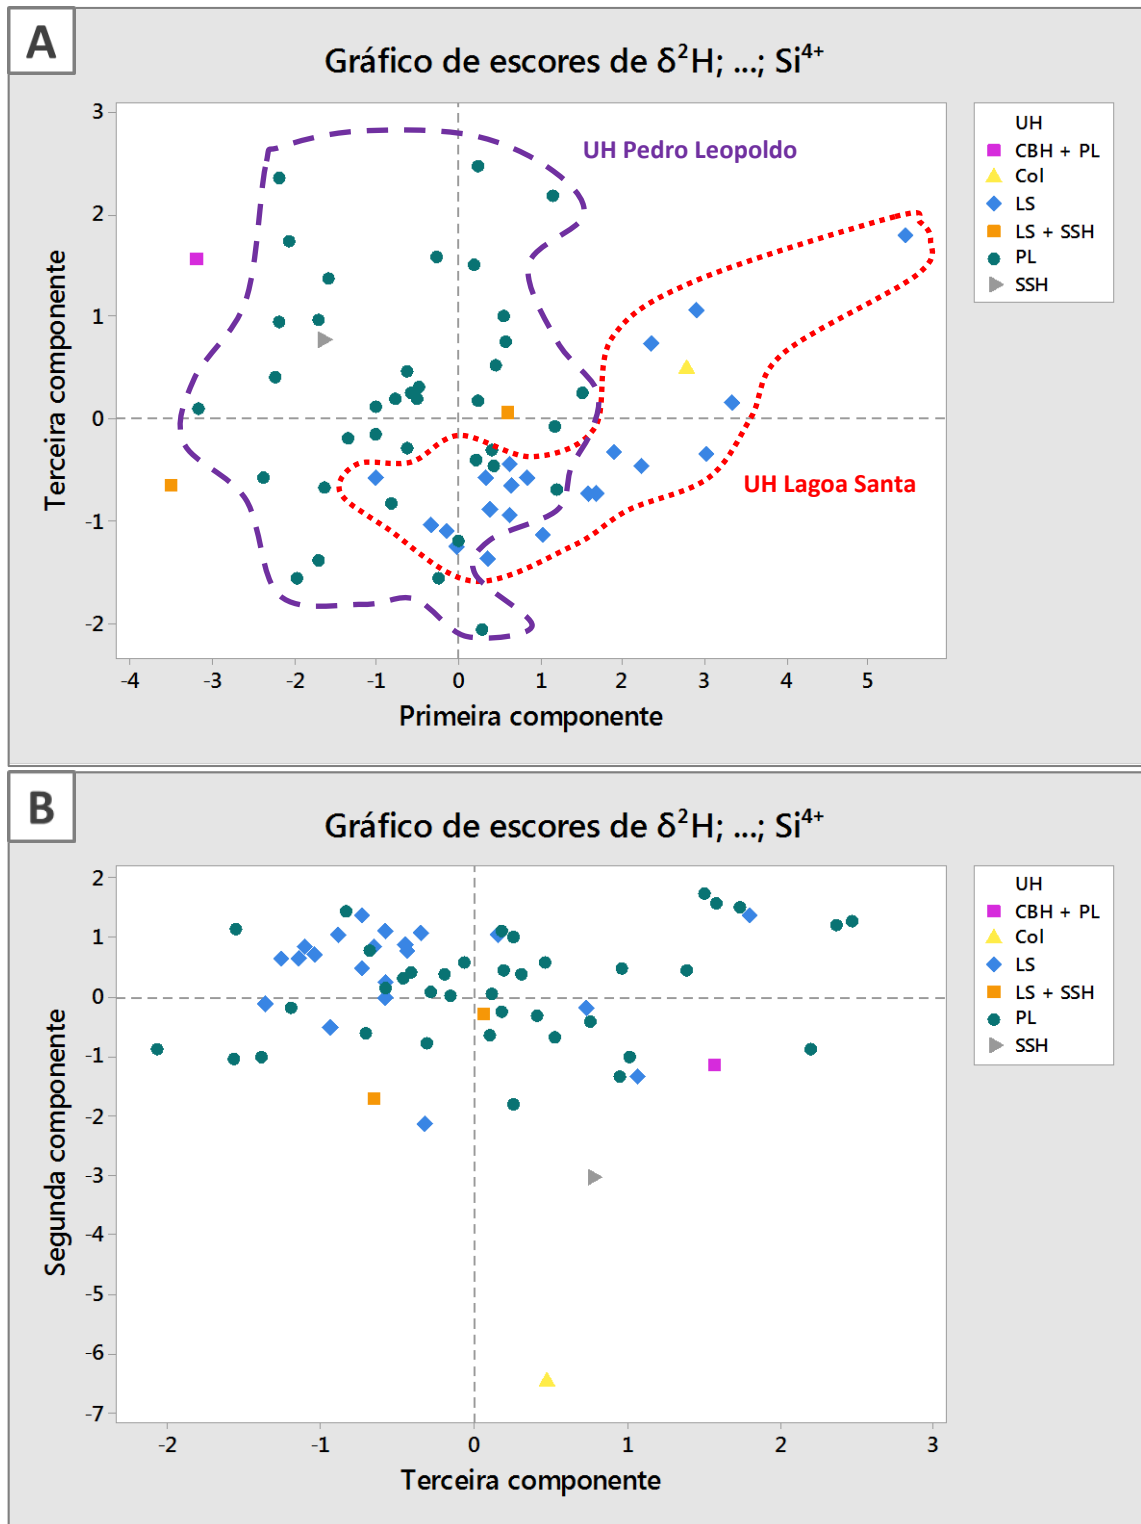 A
Gráfico de escores de δ²H; ...; Si⁴⁺
UH Pedro Leopoldo
UH Lagoa Santa
3
2
1
0
-1
-2
Terceira componente
-4 -3 -2 -1 0 1 2 3 4 5
Primeira componente
UH
CBH + PL
Col
LS
LS + SSH
PL
SSH
B
Gráfico de escores de δ²H; ...; Si⁴⁺
2
1
0
-1
-2
-3
-4
-5
-6
-7
Segunda componente
-2 -1 0 1 2 3
Terceira componente
UH
CBH + PL
Col
LS
LS + SSH
PL
SSH